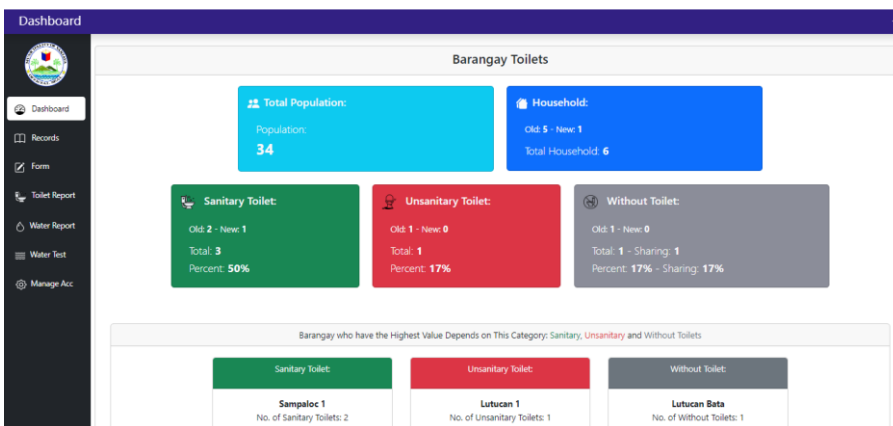 Dashboard
Dashboard
Records
Form
Toilet Report
Water Report
Water Test
Manage Acc
Barangay Toilets
Total Population:
Population:
34
Household:
Old: 5 - New: 1
Total Household: 6
Sanitary Toilet:
Old: 2 - New: 1
Total: 3
Percent: 50%
Unsanitary Toilet:
Old: 1 - New: 0
Total: 1
Percent: 17%
Without Toilet:
Old: 1 - New: 0
Total: 1 - Sharing: 1
Percent: 17% - Sharing: 17%
Barangay who have the Highest Value Depends on This Category: Sanitary, Unsanitary and Without Toilets
Sanitary Toilet:
Sampaloc 1
No. of Sanitary Toilets: 2
Unsanitary Toilet:
Lutucan 1
No. of Unsanitary Toilets: 1
Without Toilet:
Lutucan Bata
No. of Without Toilets: 1